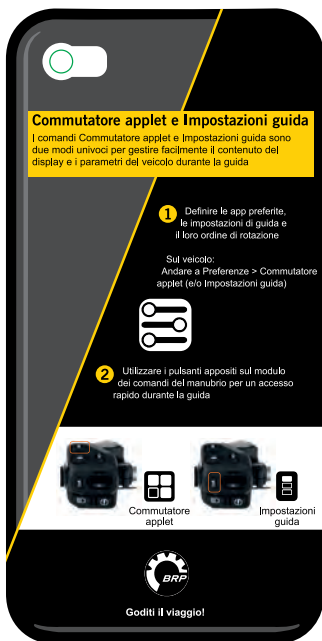 Commutatore applet e Impostazioni guida
I comandi Commutatore applet e Impostazioni guida sono
due modi univoci per gestire facilmente il contenuto del
display e i parametri del veicolo durante la guida
1 Definire le app preferite,
le impostazioni di guida e
il loro ordine di rotazione
Sul veicolo:
Andare a Preferenze > Commutatore
applet (e/o Impostazioni guida)
2 Utilizzare i pulsanti appositi sul modulo
dei comandi del manubrio per un accesso
rapido durante la guida
Commutatore
applet
Impostazioni
guida
BRP
Goditi il viaggio!